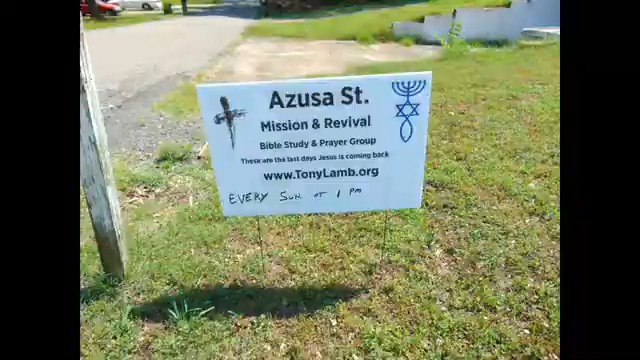 Azusa St.
Mission & Revival
Bible Study & Prayer Group
These are the last days Jesus is coming back
www.TonyLamb.org
EVERY SUN. AT 1 PM